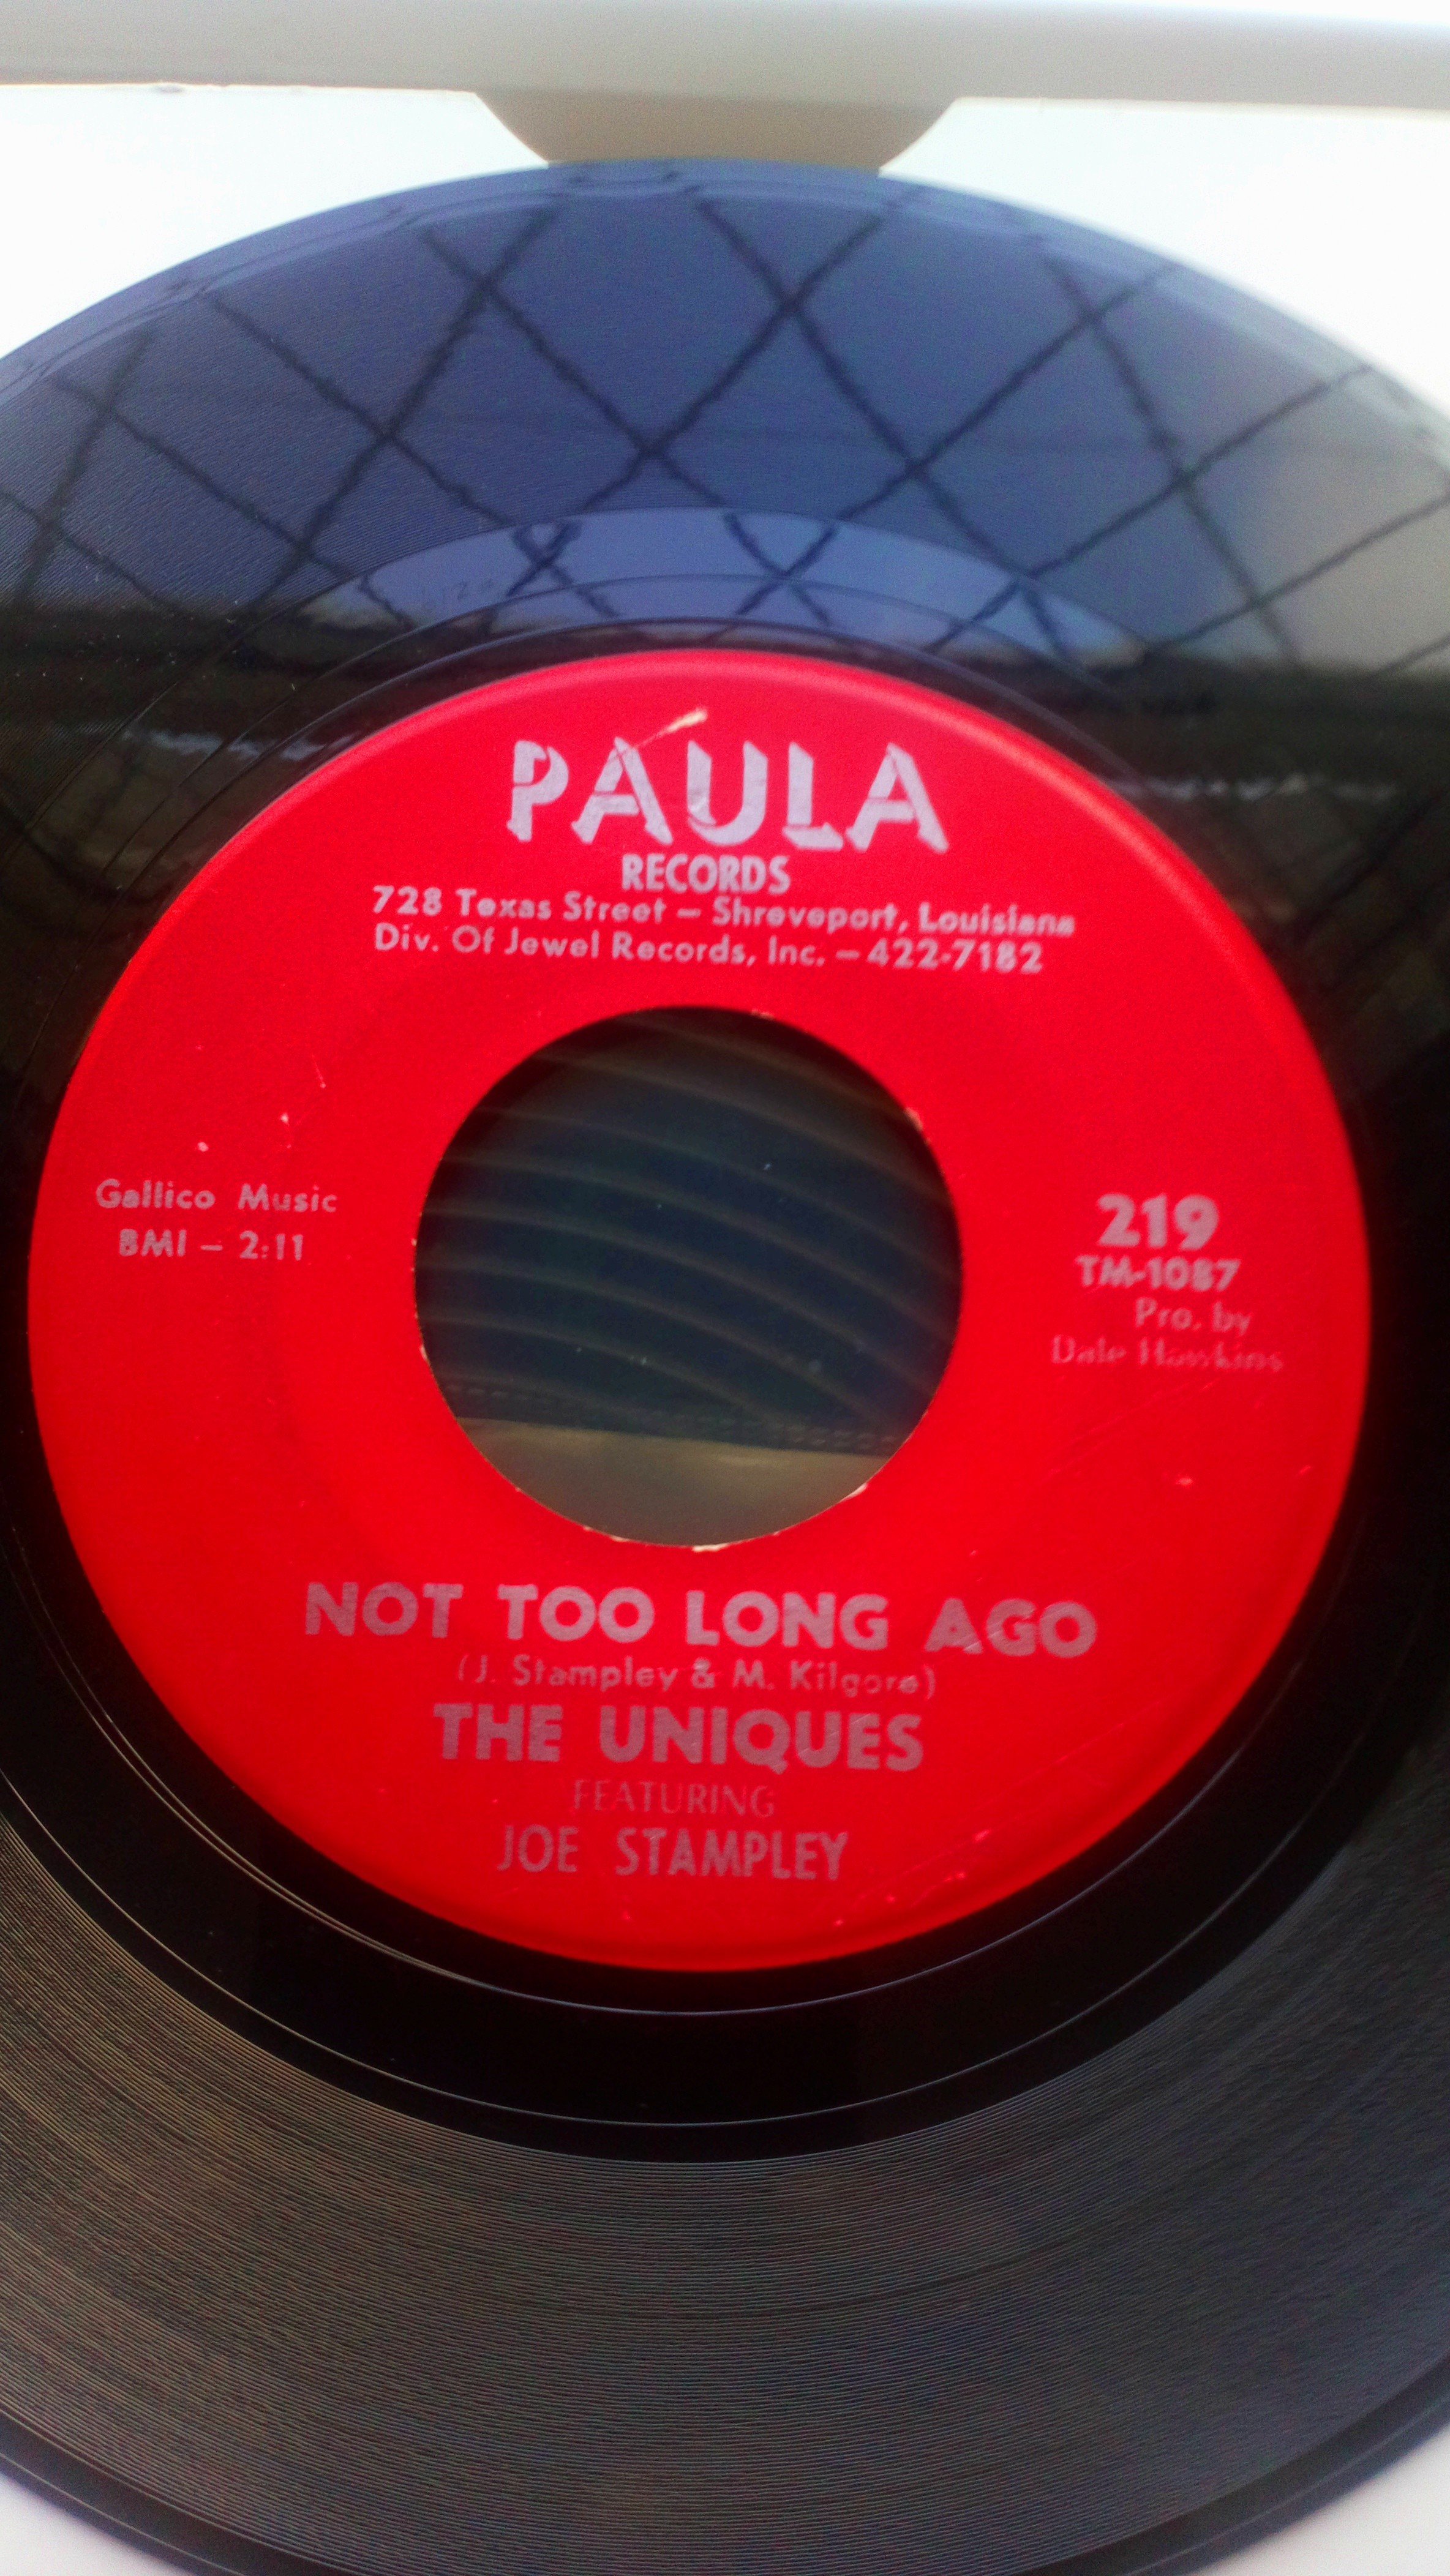 PAULA
RECORDS
728 Texas Street – Shreveport, Louisiana
Div. Of Jewel Records, Inc. – 422-7182
Gallico Music
BMI – 2:11
219
TM-1087
Pro. by
Dale Hawkins
NOT TOO LONG AGO
(J. Stampley & M. Kilgore)
THE UNIQUES
FEATURING
JOE STAMPLEY